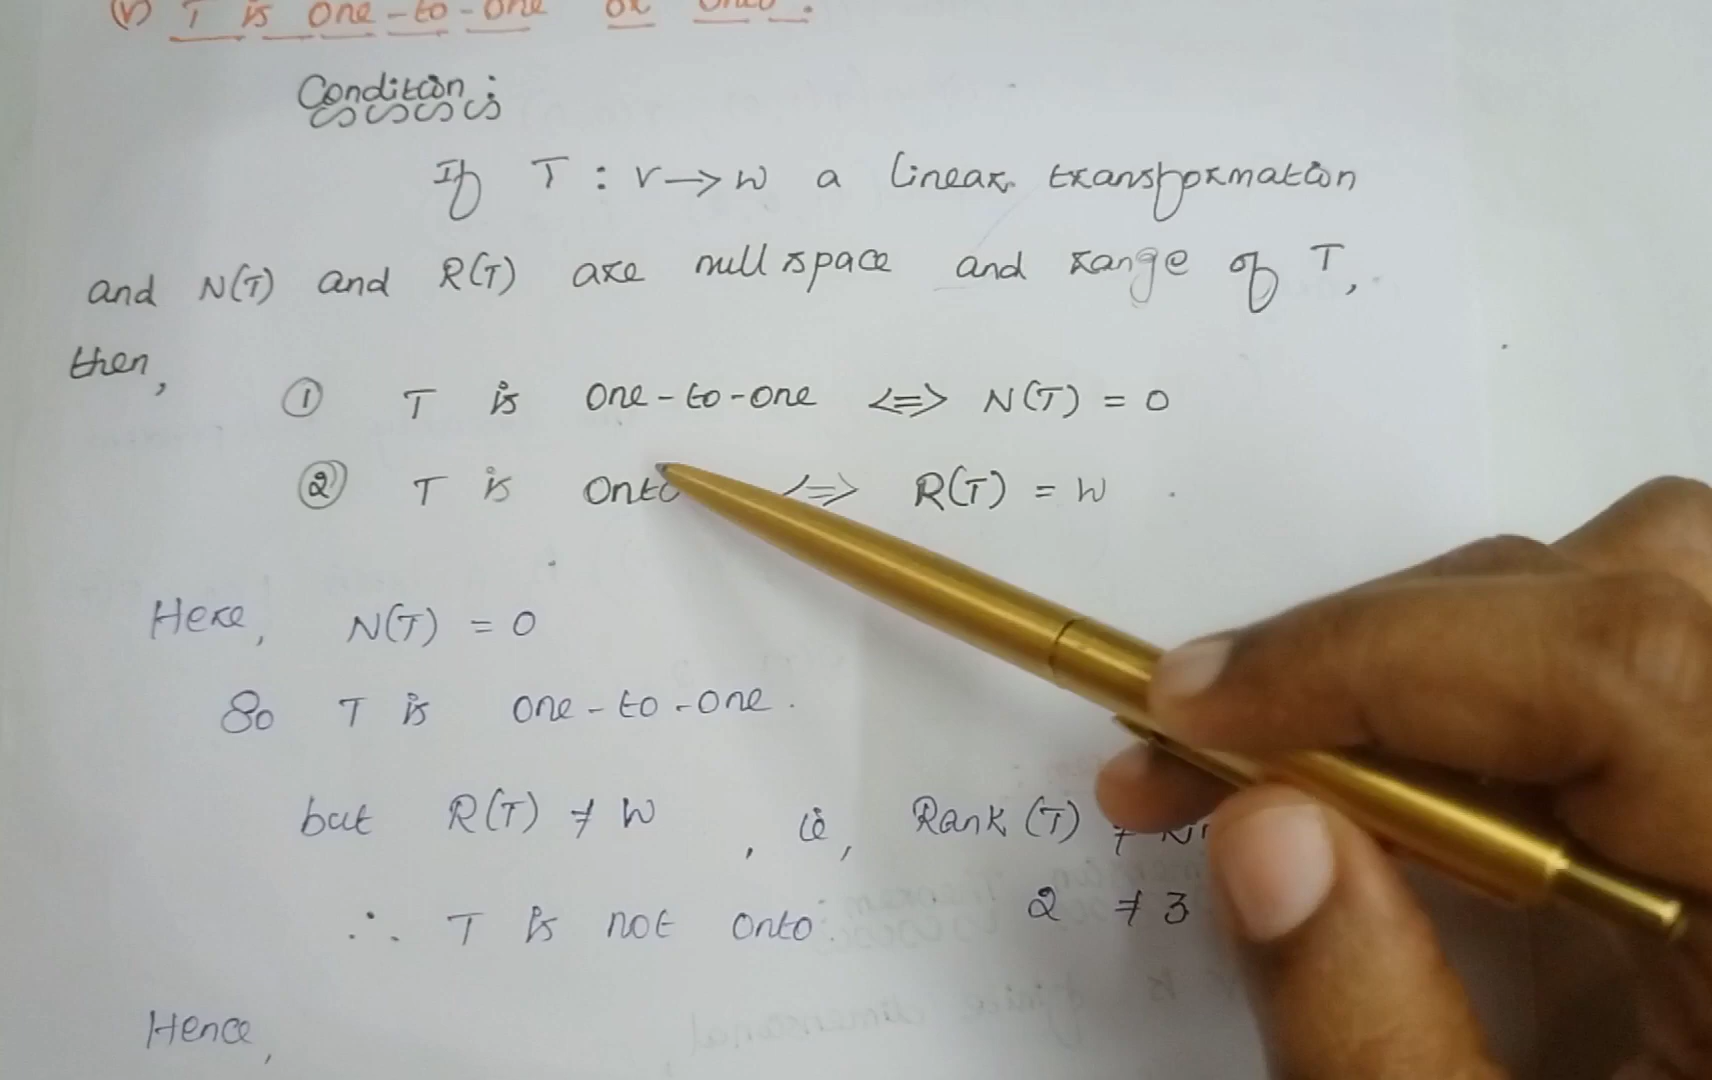 (v) T is one-to-one or onto.
Condition:
If T : V → W a linear transformation
and N(T) and R(T) are null space and range of T,
then,
① T is one-to-one <=> N(T) = 0
② T is onto <=> R(T) = W.
Here, N(T) = 0
So T is one-to-one.
but R(T) ≠ W, ie, Rank (T) ≠
2 ≠ 3
∴ T is not onto.
Hence,